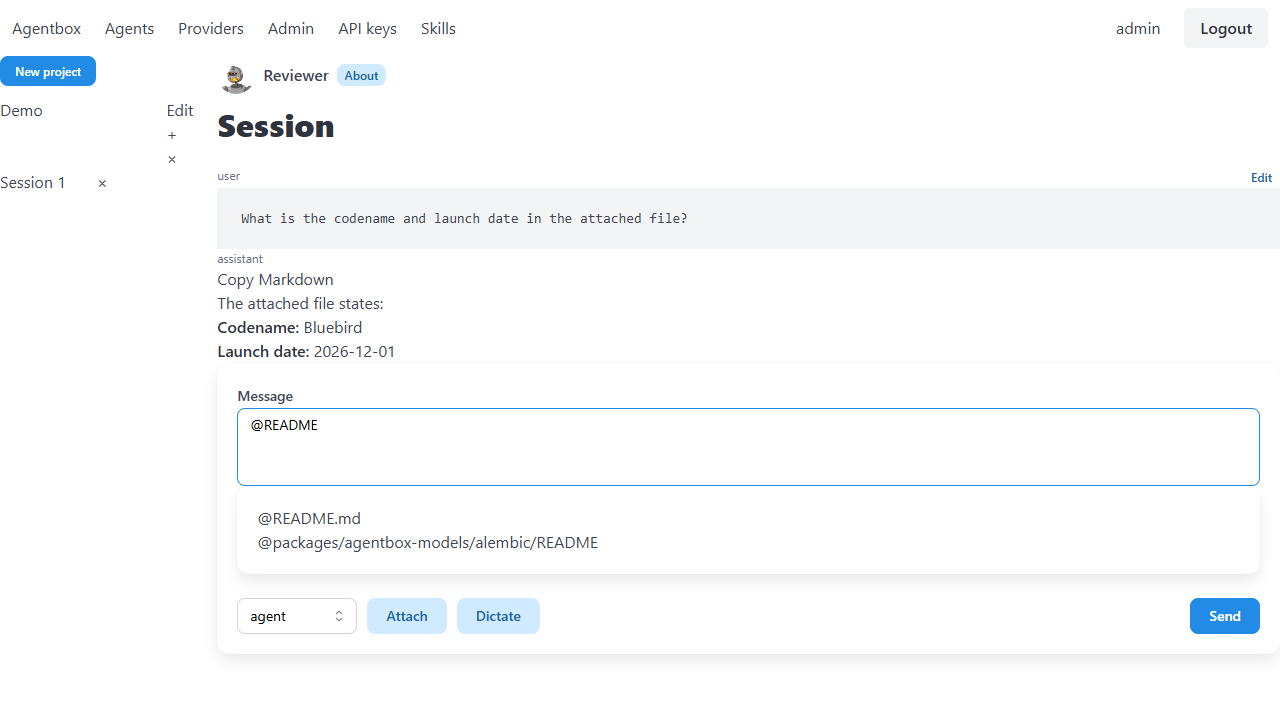 Agentbox Agents Providers Admin API keys Skills admin Logout
New project
Demo Edit
+
×
Session 1 ×
Reviewer About
Session
user Edit
What is the codename and launch date in the attached file?
assistant
Copy Markdown
The attached file states:
Codename: Bluebird
Launch date: 2026-12-01
Message
@README
@README.md
@packages/agentbox-models/alembic/README
agent Attach Dictate Send